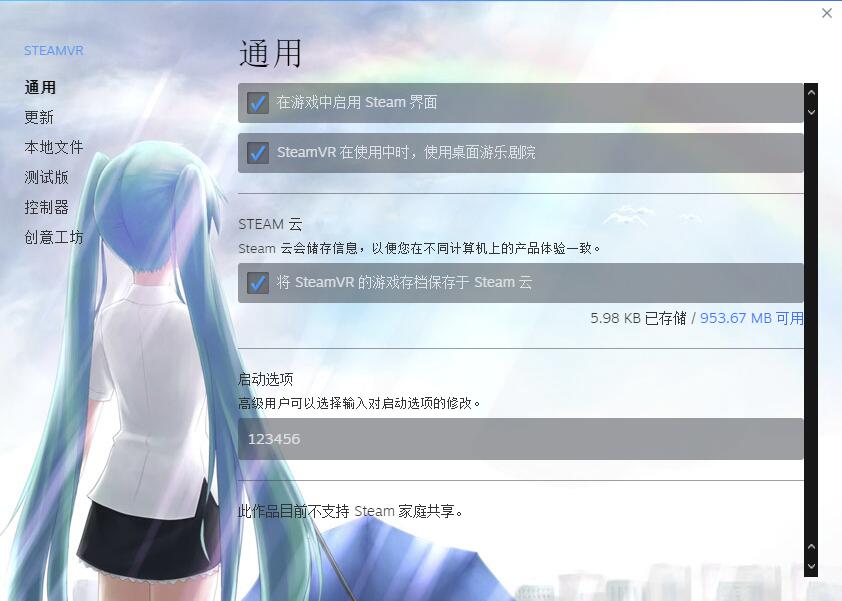 STEAMVR
通用
更新
本地文件
测试版
控制器
创意工坊
通用
在游戏中启用 Steam 界面
SteamVR 在使用中时，使用桌面游乐剧院
STEAM 云
Steam 云会储存信息，以便您在不同计算机上的产品体验一致。
将 SteamVR 的游戏存档保存于 Steam 云
5.98 KB 已存储 / 953.67 MB 可用
启动选项
高级用户可以选择输入对启动选项的修改。
123456
此作品目前不支持 Steam 家庭共享。